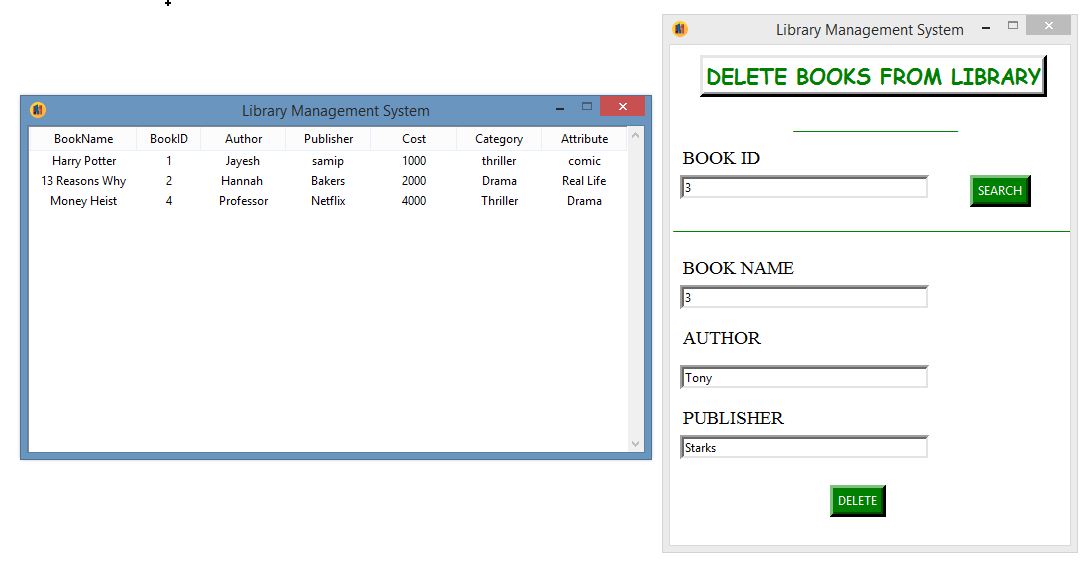 Library Management System
BookName BookID Author Publisher Cost Category Attribute
Harry Potter 1 Jayesh samip 1000 thriller comic
13 Reasons Why 2 Hannah Bakers 2000 Drama Real Life
Money Heist 4 Professor Netflix 4000 Thriller Drama
Library Management System
DELETE BOOKS FROM LIBRARY
BOOK ID
3 SEARCH
BOOK NAME
3
AUTHOR
Tony
PUBLISHER
Starks
DELETE